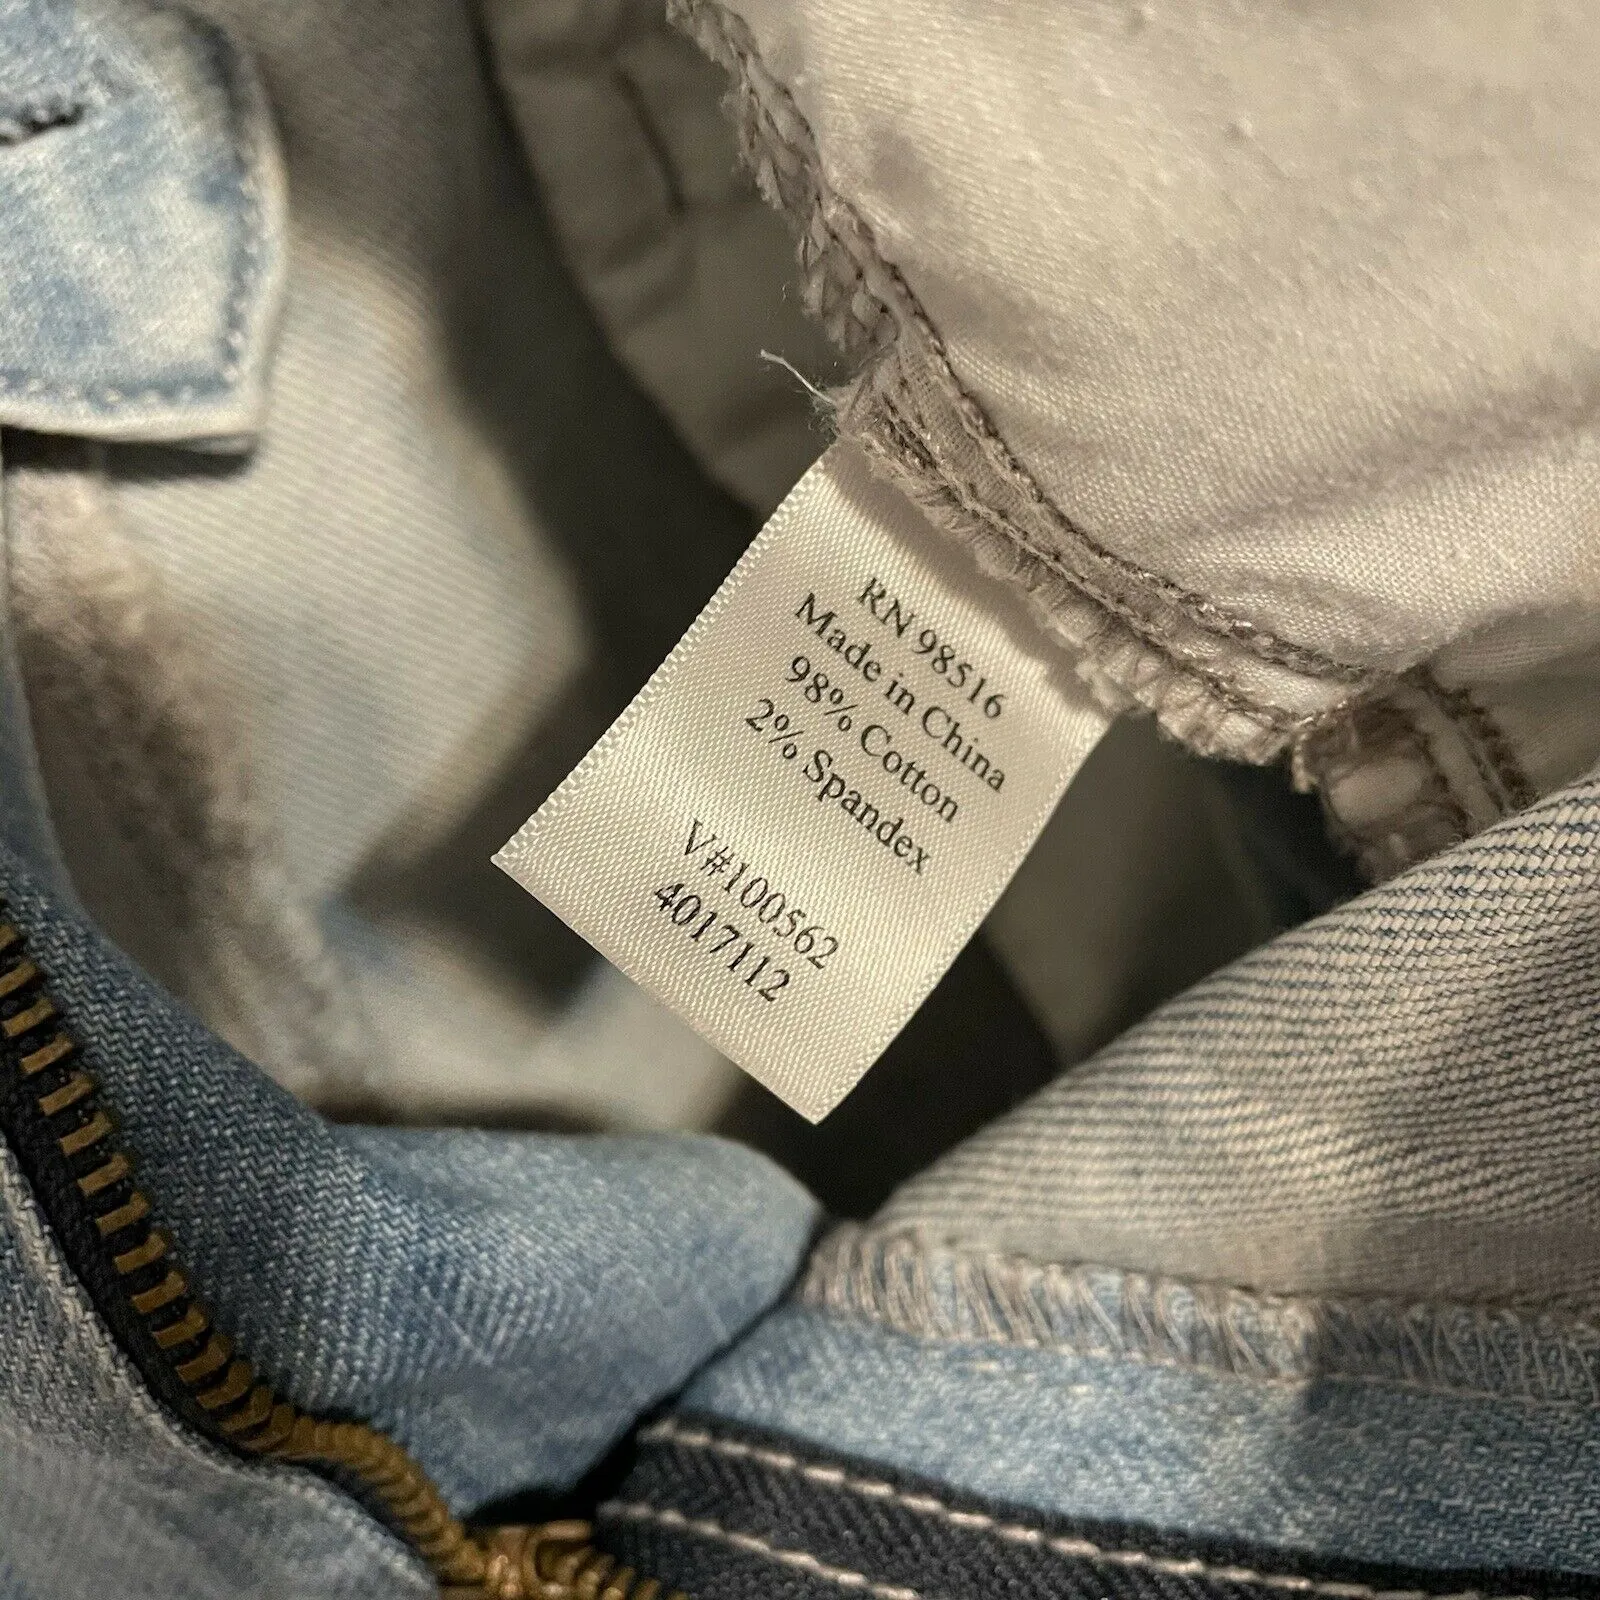 RN 98516
Made in China
98% Cotton
2% Spandex
V#100562
4017112